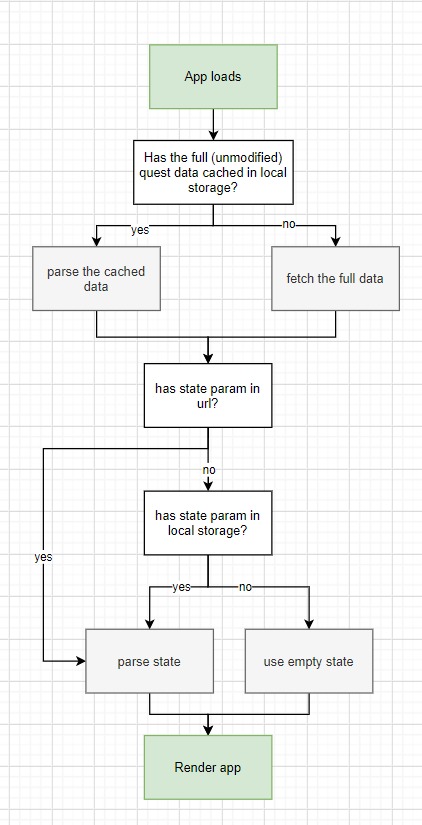 App loads
Has the full (unmodified)
quest data cached in local
storage?
yes
no
parse the cached
data
fetch the full data
has state param in
url?
no
yes
has state param in
local storage?
yes
no
parse state
use empty state
Render app